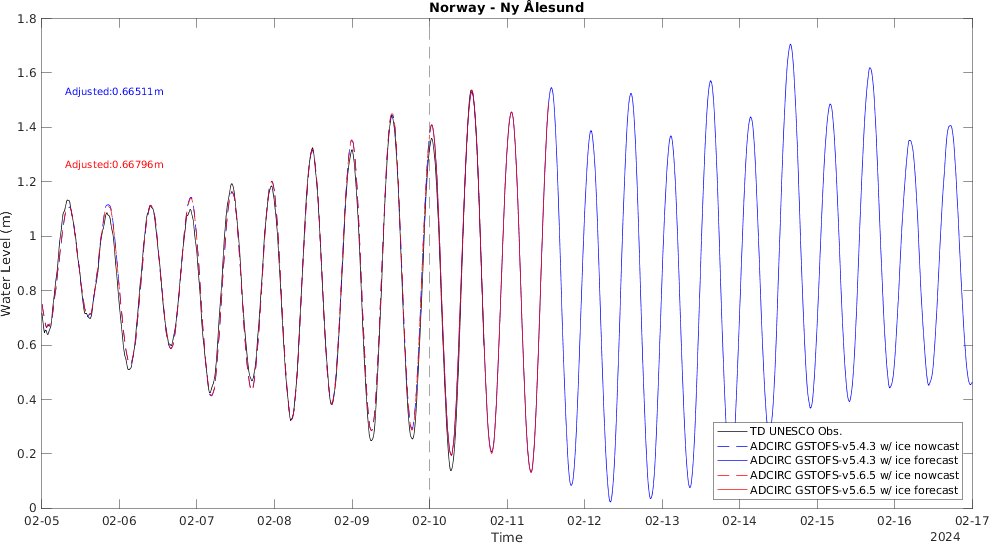 Norway - Ny Ålesund
1.8
1.6
1.4
1.2
1
0.8
0.6
0.4
0.2
0
Water Level (m)
Adjusted:0.66511m
Adjusted:0.66796m
TD UNESCO Obs.
ADCIRC GSTOFS-v5.4.3 w/ ice nowcast
ADCIRC GSTOFS-v5.4.3 w/ ice forecast
ADCIRC GSTOFS-v5.6.5 w/ ice nowcast
ADCIRC GSTOFS-v5.6.5 w/ ice forecast
02-05 02-06 02-07 02-08 02-09 02-10 02-11 02-12 02-13 02-14 02-15 02-16 02-17
Time
2024